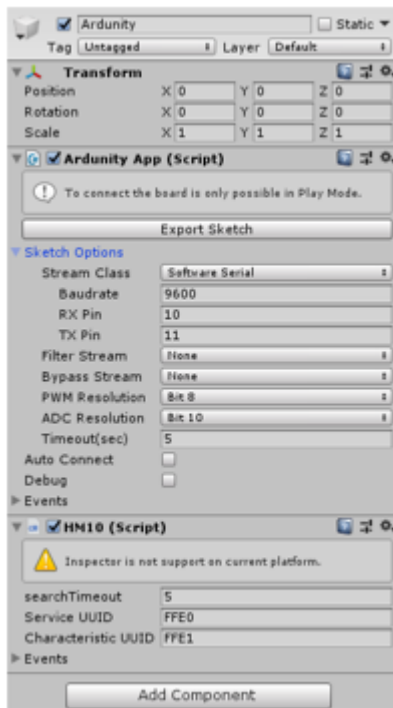 Ardunity Static
Tag Untagged Layer Default
Transform
Position X 0 Y 0 Z 0
Rotation X 0 Y 0 Z 0
Scale X 1 Y 1 Z 1
Ardunity App (Script)
To connect the board is only possible in Play Mode.
Export Sketch
Sketch Options
Stream Class Software Serial
Baudrate 9600
RX Pin 10
TX Pin 11
Filter Stream None
Bypass Stream None
PWM Resolution Bit 8
ADC Resolution Bit 10
Timeout(sec) 5
Auto Connect
Debug
Events
HM10 (Script)
Inspector is not support on current platform.
searchTimeout 5
Service UUID FFE0
Characteristic UUID FFE1
Events
Add Component